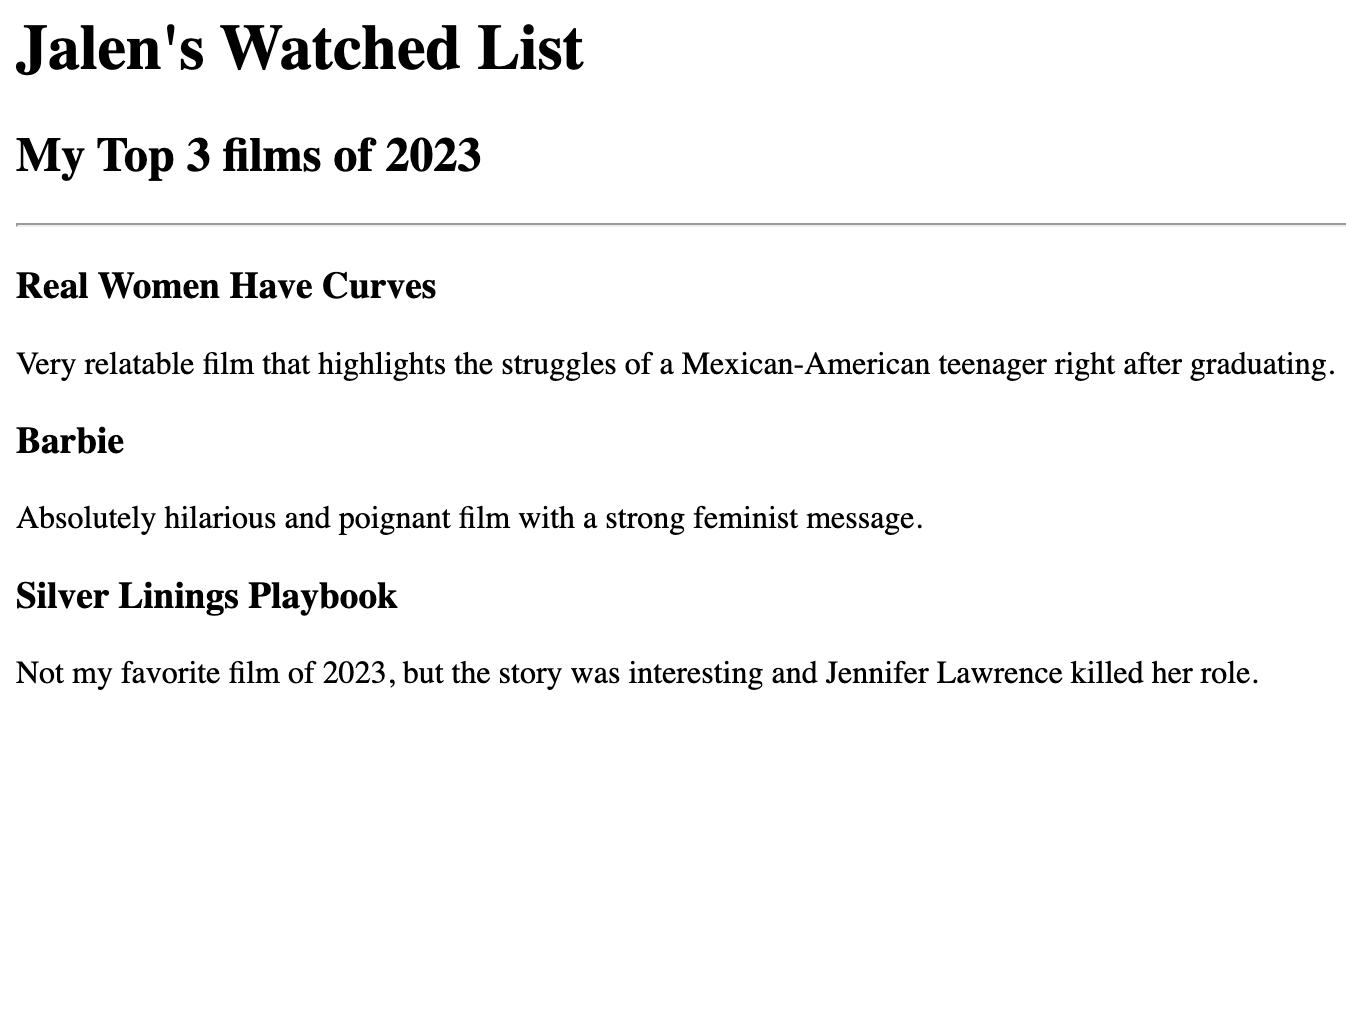 Jalen's Watched List
My Top 3 films of 2023
Real Women Have Curves
Very relatable film that highlights the struggles of a Mexican-American teenager right after graduating.
Barbie
Absolutely hilarious and poignant film with a strong feminist message.
Silver Linings Playbook
Not my favorite film of 2023, but the story was interesting and Jennifer Lawrence killed her role.